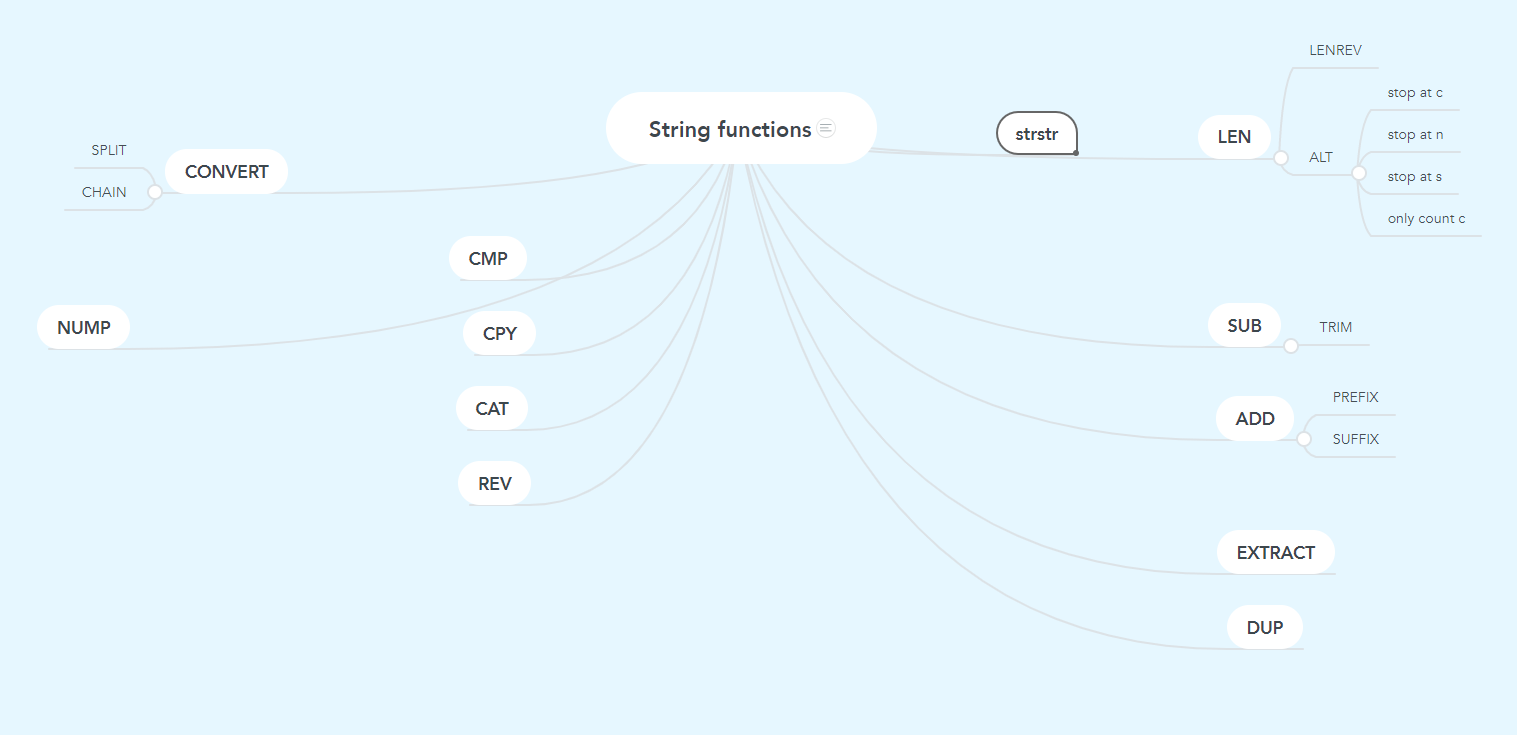 String functions
strstr
LEN
LENREV
ALT
stop at c
stop at n
stop at s
only count c
SUB
TRIM
ADD
PREFIX
SUFFIX
EXTRACT
DUP
CONVERT
SPLIT
CHAIN
CMP
NUMP
CPY
CAT
REV